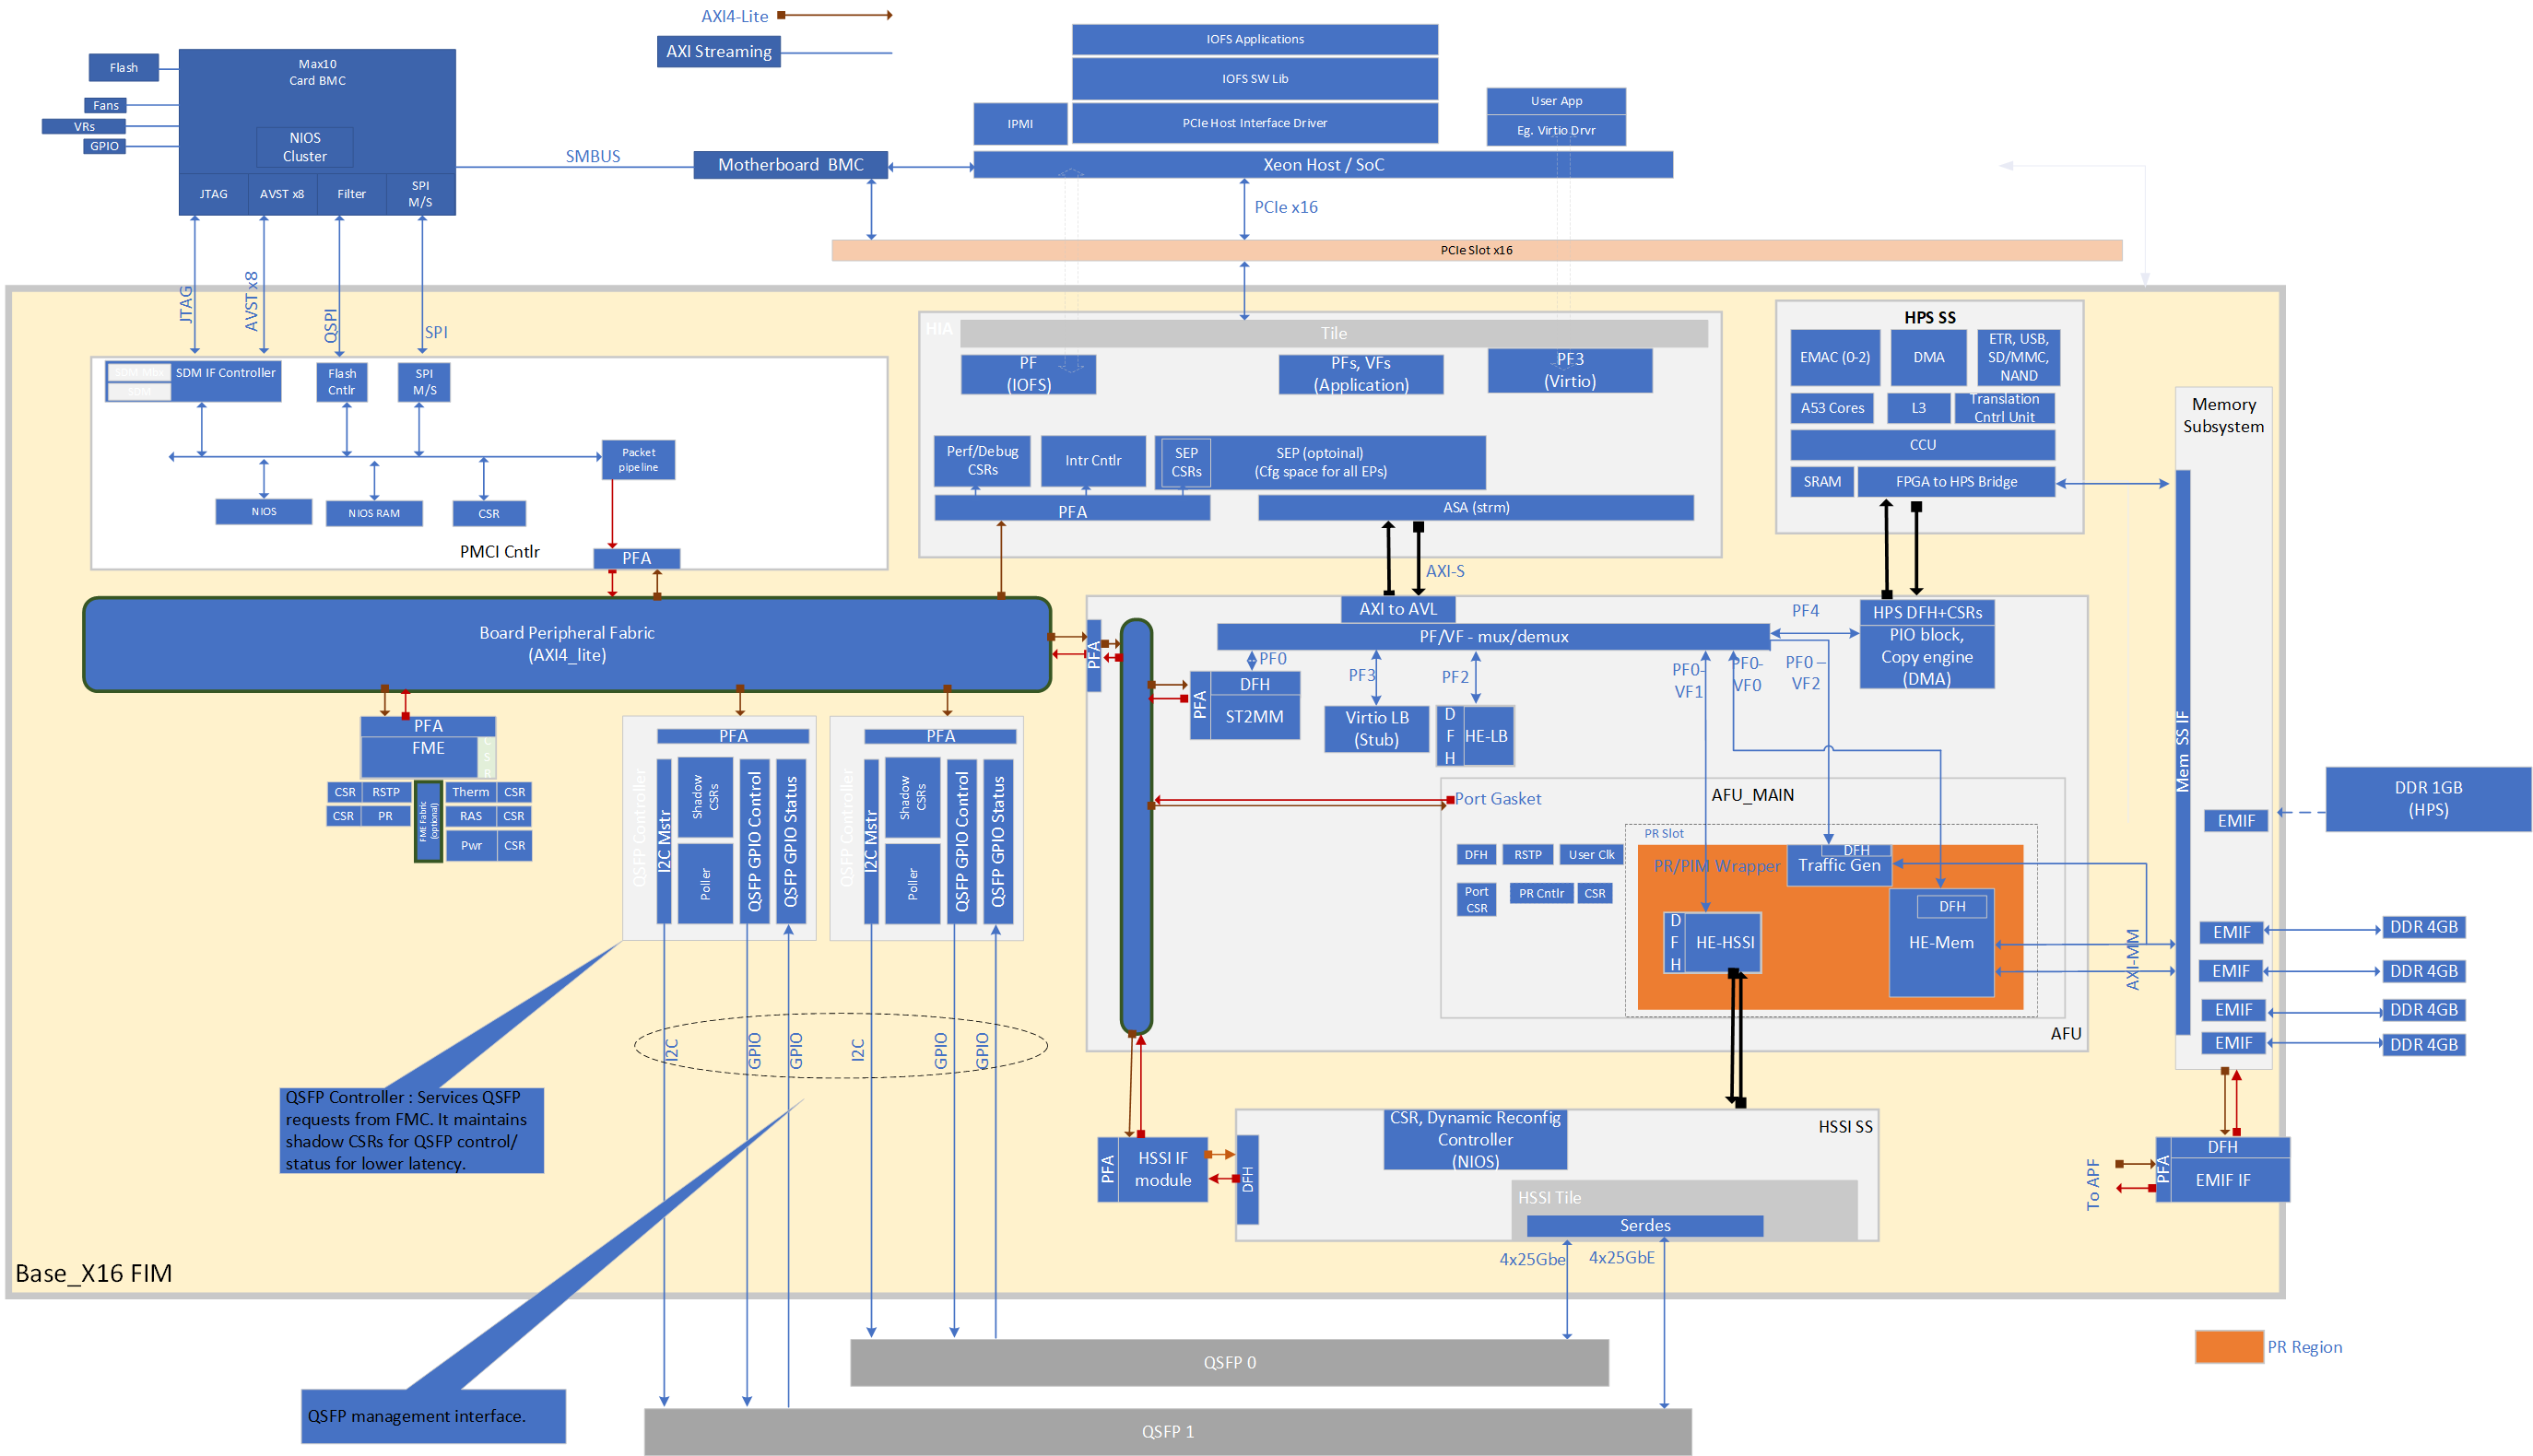 AXI4-Lite
AXI Streaming
Flash
Fans
VRs
GPIO
Max10
Card BMC
NIOS
Cluster
JTAG
AVST x8
Filter
SPI
M/S
SMBUS
Motherboard BMC
IPMI
IOFS Applications
IOFS SW Lib
PCIe Host Interface Driver
User App
Eg. Virtio Drvr
Xeon Host / SoC
PCIe x16
PCIe Slot x16
JTAG
AVST x8
QSPI
SPI
SDM Mbx
SDM
SDM IF Controller
Flash
Cntlr
SPI
M/S
Packet
pipeline
NIOS
NIOS RAM
CSR
PMCI Cntlr
PFA
HIA
Tile
PF
(IOFS)
PFs, VFs
(Application)
PF3
(Virtio)
Perf/Debug
CSRs
Intr Cntlr
SEP
CSRs
SEP (optoinal)
(Cfg space for all EPs)
PFA
ASA (strm)
AXI-S
HPS SS
EMAC (0-2)
DMA
ETR, USB,
SD/MMC,
NAND
A53 Cores
L3
Translation
Cntrl Unit
CCU
SRAM
FPGA to HPS Bridge
Memory
Subsystem
Mem SS IF
Board Peripheral Fabric
(AXI4_lite)
PFA
AXI to AVL
PF/VF - mux/demux
PF4
HPS DFH+CSRs
PIO block,
Copy engine
(DMA)
PF0
PF3
PF2
PF0-
VF1
PF0-
VF0
PF0 –
VF2
PFA
DFH
ST2MM
Virtio LB
(Stub)
D
F
H
HE-LB
PFA
FME
C
S
R
CSR
RSTP
CSR
PR
FME Fabric
(optional)
Therm
CSR
RAS
CSR
Pwr
CSR
QSFP Controller
PFA
I2C Mstr
Shadow
CSRs
Poller
QSFP GPIO Control
QSFP GPIO Status
QSFP Controller
PFA
I2C Mstr
Shadow
CSRs
Poller
QSFP GPIO Control
QSFP GPIO Status
Port Gasket
AFU_MAIN
PR Slot
DFH
RSTP
User Clk
Port
CSR
PR Cntlr
CSR
PR/PIM Wrapper
DFH
Traffic Gen
D
F
H
HE-HSSI
DFH
HE-Mem
AXI-MM
AFU
EMIF
EMIF
EMIF
EMIF
EMIF
DDR 1GB
(HPS)
DDR 4GB
DDR 4GB
DDR 4GB
DDR 4GB
I2C
GPIO
GPIO
I2C
GPIO
GPIO
QSFP Controller : Services QSFP
requests from FMC. It maintains
shadow CSRs for QSFP control/
status for lower latency.
PFA
HSSI IF
module
DFH
CSR, Dynamic Reconfig
Controller
(NIOS)
HSSI SS
HSSI Tile
Serdes
4x25Gbe
4x25GbE
To APF
PFA
DFH
EMIF IF
Base_X16 FIM
QSFP 0
PR Region
QSFP management interface.
QSFP 1